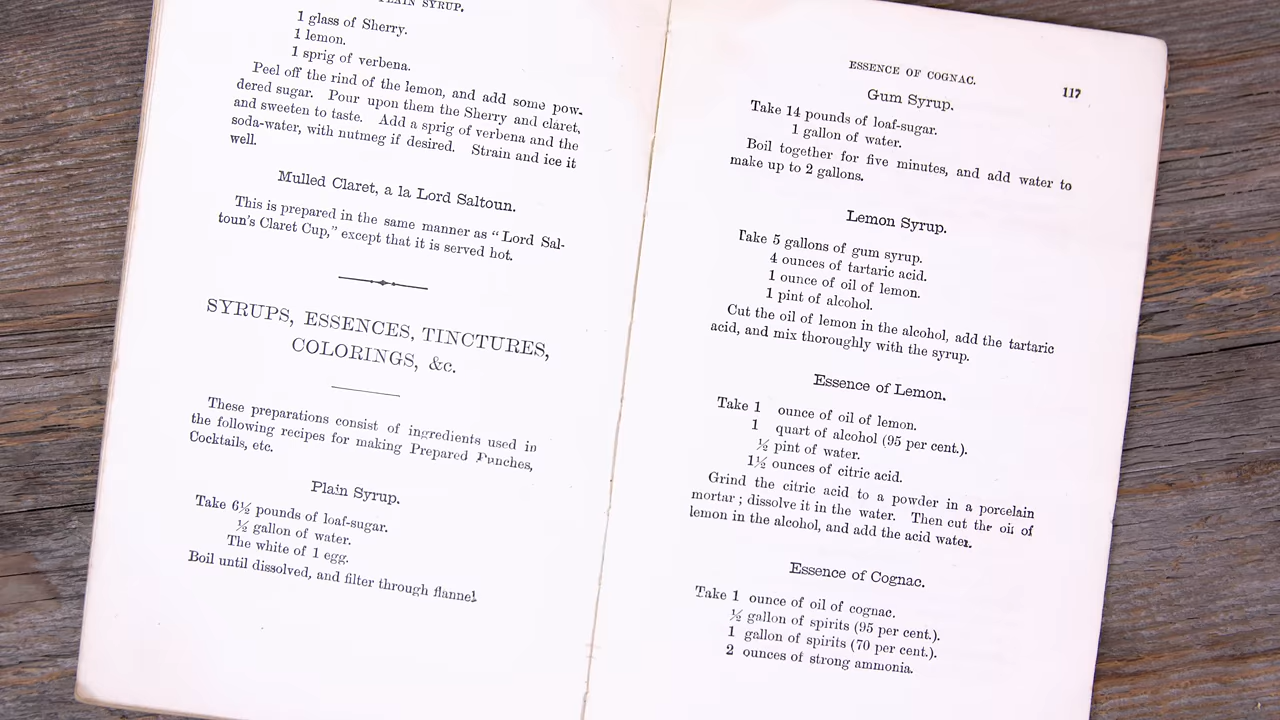 PLAIN SYRUP.
1 glass of Sherry.
1 lemon.
1 sprig of verbena.
Peel off the rind of the lemon, and add some pow-
dered sugar. Pour upon them the Sherry and claret,
and sweeten to taste. Add a sprig of verbena and the
soda-water, with nutmeg if desired. Strain and ice it
well.
Mulled Claret, a la Lord Saltoun.
This is prepared in the same manner as “ Lord Sal-
toun's Claret Cup,” except that it is served hot.
SYRUPS, ESSENCES, TINCTURES,
COLORINGS, &c.
These preparations consist of ingredients used in
the following recipes for making Prepared Punches,
Cocktails, etc.
Plain Syrup.
Take 6½ pounds of loaf-sugar.
½ gallon of water.
The white of 1 egg.
Boil until dissolved, and filter through flannel.
ESSENCE OF COGNAC.
117
Gum Syrup.
Take 14 pounds of loaf-sugar.
1 gallon of water.
Boil together for five minutes, and add water to
make up to 2 gallons.
Lemon Syrup.
Take 5 gallons of gum syrup.
4 ounces of tartaric acid.
1 ounce of oil of lemon.
1 pint of alcohol.
Cut the oil of lemon in the alcohol, add the tartaric
acid, and mix thoroughly with the syrup.
Essence of Lemon.
Take 1 ounce of oil of lemon.
1 quart of alcohol (95 per cent.).
½ pint of water.
1½ ounces of citric acid.
Grind the citric acid to a powder in a porcelain
mortar ; dissolve it in the water. Then cut the oil of
lemon in the alcohol, and add the acid water.
Essence of Cognac.
Take 1 ounce of oil of cognac.
½ gallon of spirits (95 per cent.).
1 gallon of spirits (70 per cent.).
2 ounces of strong ammonia.